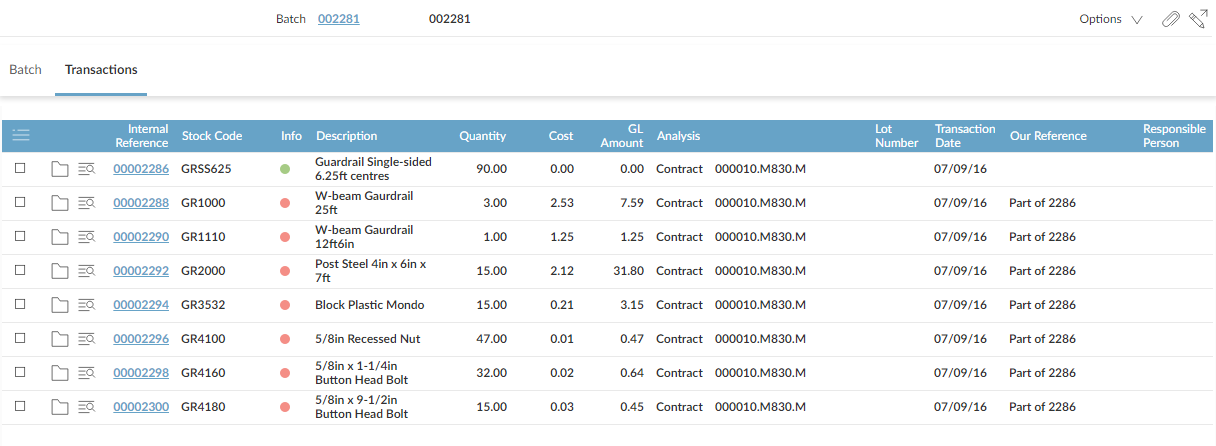 Batch 002281 002281 Options
Batch Transactions
Internal Reference Stock Code Info Description Quantity Cost GL Amount Analysis Lot Number Transaction Date Our Reference Responsible Person
00002286 GRSS625 Guardrail Single-sided 6.25ft centres 90.00 0.00 0.00 Contract 000010.M830.M 07/09/16
00002288 GR1000 W-beam Gaurdrail 25ft 3.00 2.53 7.59 Contract 000010.M830.M 07/09/16 Part of 2286
00002290 GR1110 W-beam Gaurdrail 12ft6in 1.00 1.25 1.25 Contract 000010.M830.M 07/09/16 Part of 2286
00002292 GR2000 Post Steel 4in x 6in x 7ft 15.00 2.12 31.80 Contract 000010.M830.M 07/09/16 Part of 2286
00002294 GR3532 Block Plastic Mondo 15.00 0.21 3.15 Contract 000010.M830.M 07/09/16 Part of 2286
00002296 GR4100 5/8in Recessed Nut 47.00 0.01 0.47 Contract 000010.M830.M 07/09/16 Part of 2286
00002298 GR4160 5/8in x 1-1/4in Button Head Bolt 32.00 0.02 0.64 Contract 000010.M830.M 07/09/16 Part of 2286
00002300 GR4180 5/8in x 9-1/2in Button Head Bolt 15.00 0.03 0.45 Contract 000010.M830.M 07/09/16 Part of 2286